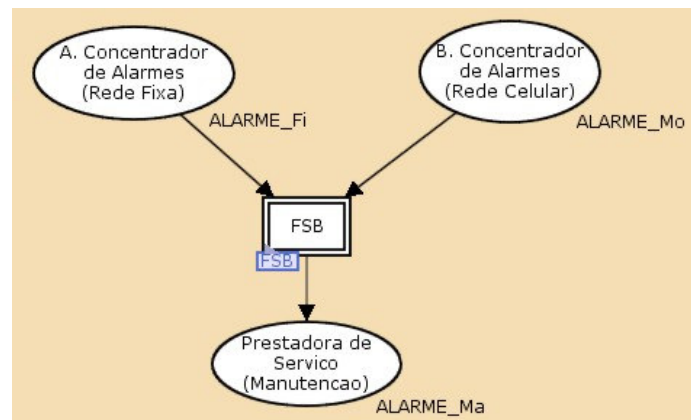 A. Concentrador
de Alarmes
(Rede Fixa)
ALARME_Fi
B. Concentrador
de Alarmes
(Rede Celular)
ALARME_Mo
FSB
FSB
Prestadora de
Servico
(Manutencao)
ALARME_Ma